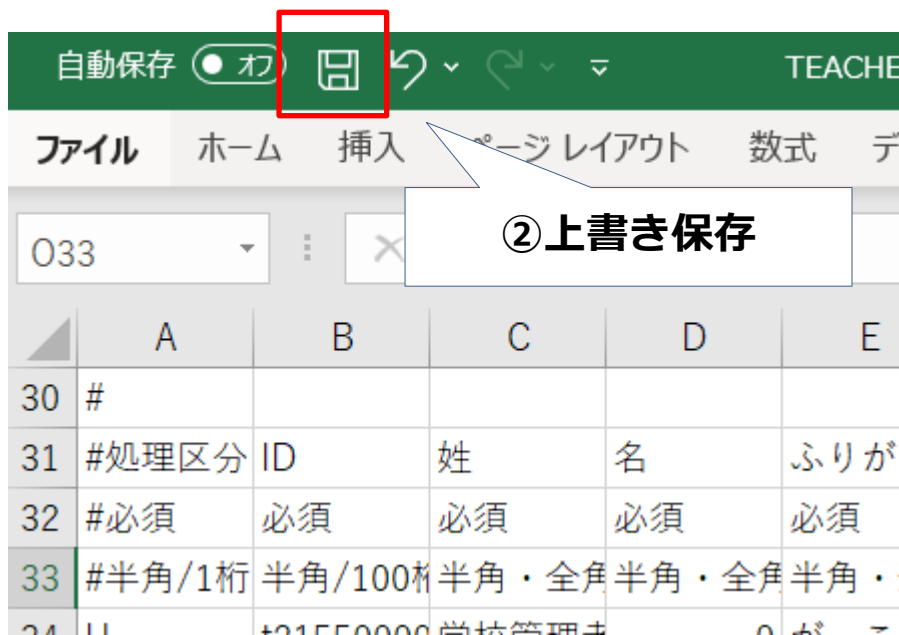 自動保存 オフ TEACHE
ファイル ホーム 挿入 ページ レイアウト 数式 デ
②上書き保存
O33
A B C D E
30 #
31 #処理区分 ID 姓 名 ふりが
32 #必須 必須 必須 必須 必須
33 #半角/1桁 半角/100桁 半角・全角 半角・全角 半角・